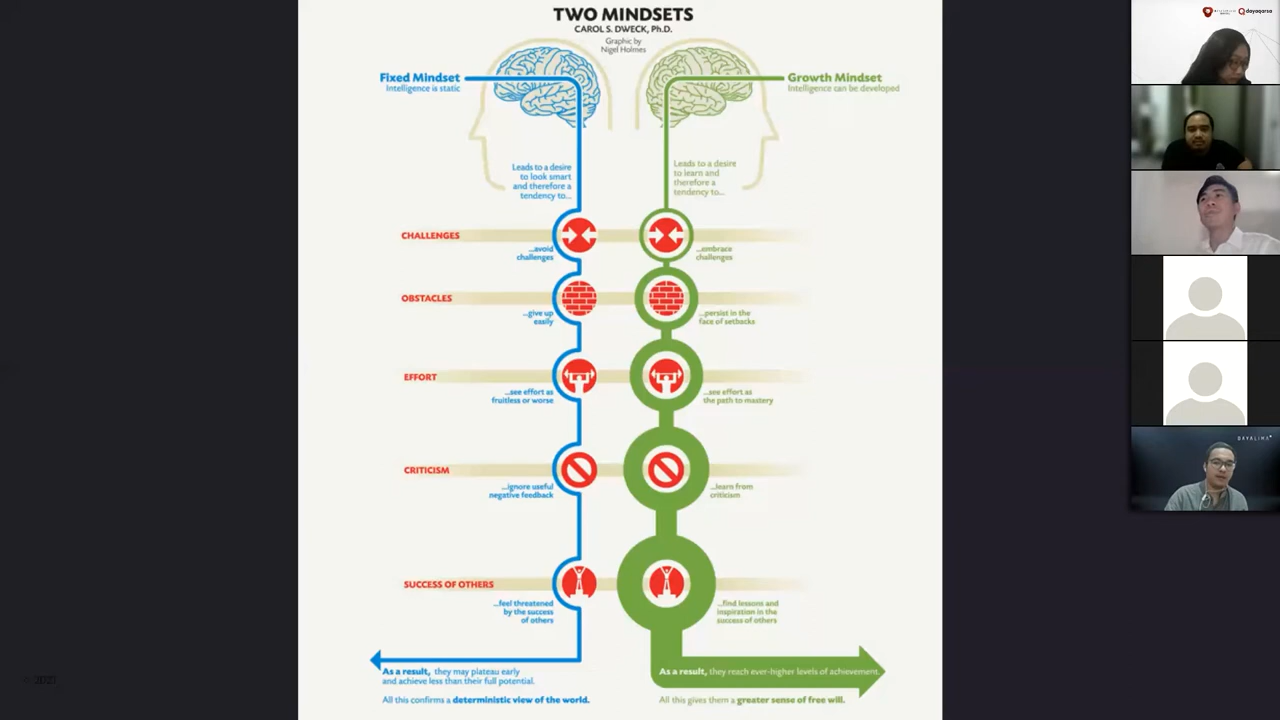 TWO MINDSETS
CAROL S. DWECK, Ph.D.
Graphic by
Nigel Holmes
Fixed Mindset
Intelligence is static
Growth Mindset
Intelligence can be developed
Leads to a desire
to look smart
and therefore a
tendency to...
Leads to a desire
to learn and
therefore a
tendency to...
CHALLENGES
...avoid
challenges
...embrace
challenges
OBSTACLES
...give up
easily
...persist in the
face of setbacks
EFFORT
...see effort as
fruitless or worse
...see effort as
the path to mastery
CRITICISM
...ignore useful
negative feedback
...learn from
criticism
SUCCESS OF OTHERS
...feel threatened
by the success
of others
...find lessons and
inspiration in the
success of others
As a result, they may plateau early
and achieve less than their full potential.
All this confirms a deterministic view of the world.
As a result, they reach ever-higher levels of achievement.
All this gives them a greater sense of free will.
© 2021
dayaqarsa
DAYALIMA